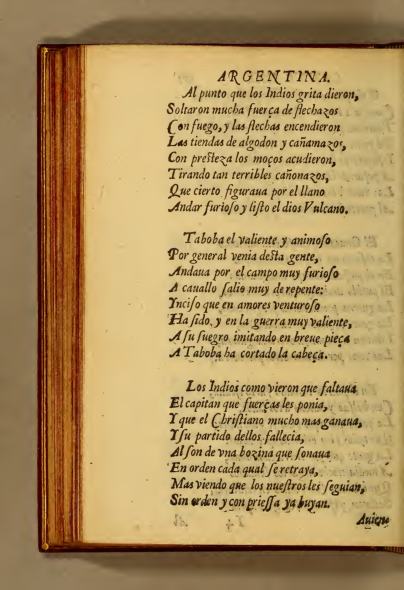 ARGENTINA.
Al punto que los Indios grita dieron,
Soltaron mucha fuerça de flechazos
Con fuego, y las flechas encendieron
Las tiendas de algodon y cañamazos,
Con presteza los moços acudieron,
Tirando tan terribles cañonazos,
Que cierto figuraua por el llano
Andar furioſo y liſto el dios Vulcano.
Taboba el valiente y animoſo
Por general venia deſta gente,
Andaua por el campo muy furioſo
A cauallo ſalio muy de repente:
Ynciſo que en amores venturoſo
Ha ſido, y en la guerra muy valiente,
A ſu ſuegro imitando en breue pieça
A Taboba ha cortado la cabeça.
Los Indios como vieron que faltaua
El capitan que fuerças les ponia,
Y que el Chriſtiano mucho mas ganaua,
Y ſu partido dellos fallecia,
Al ſon de vna bozina que ſonaua
En orden cada qual ſe retraya,
Mas viendo que los nueſtros les ſeguian,
Sin orden y con prieſſa ya huyan.
Auiene